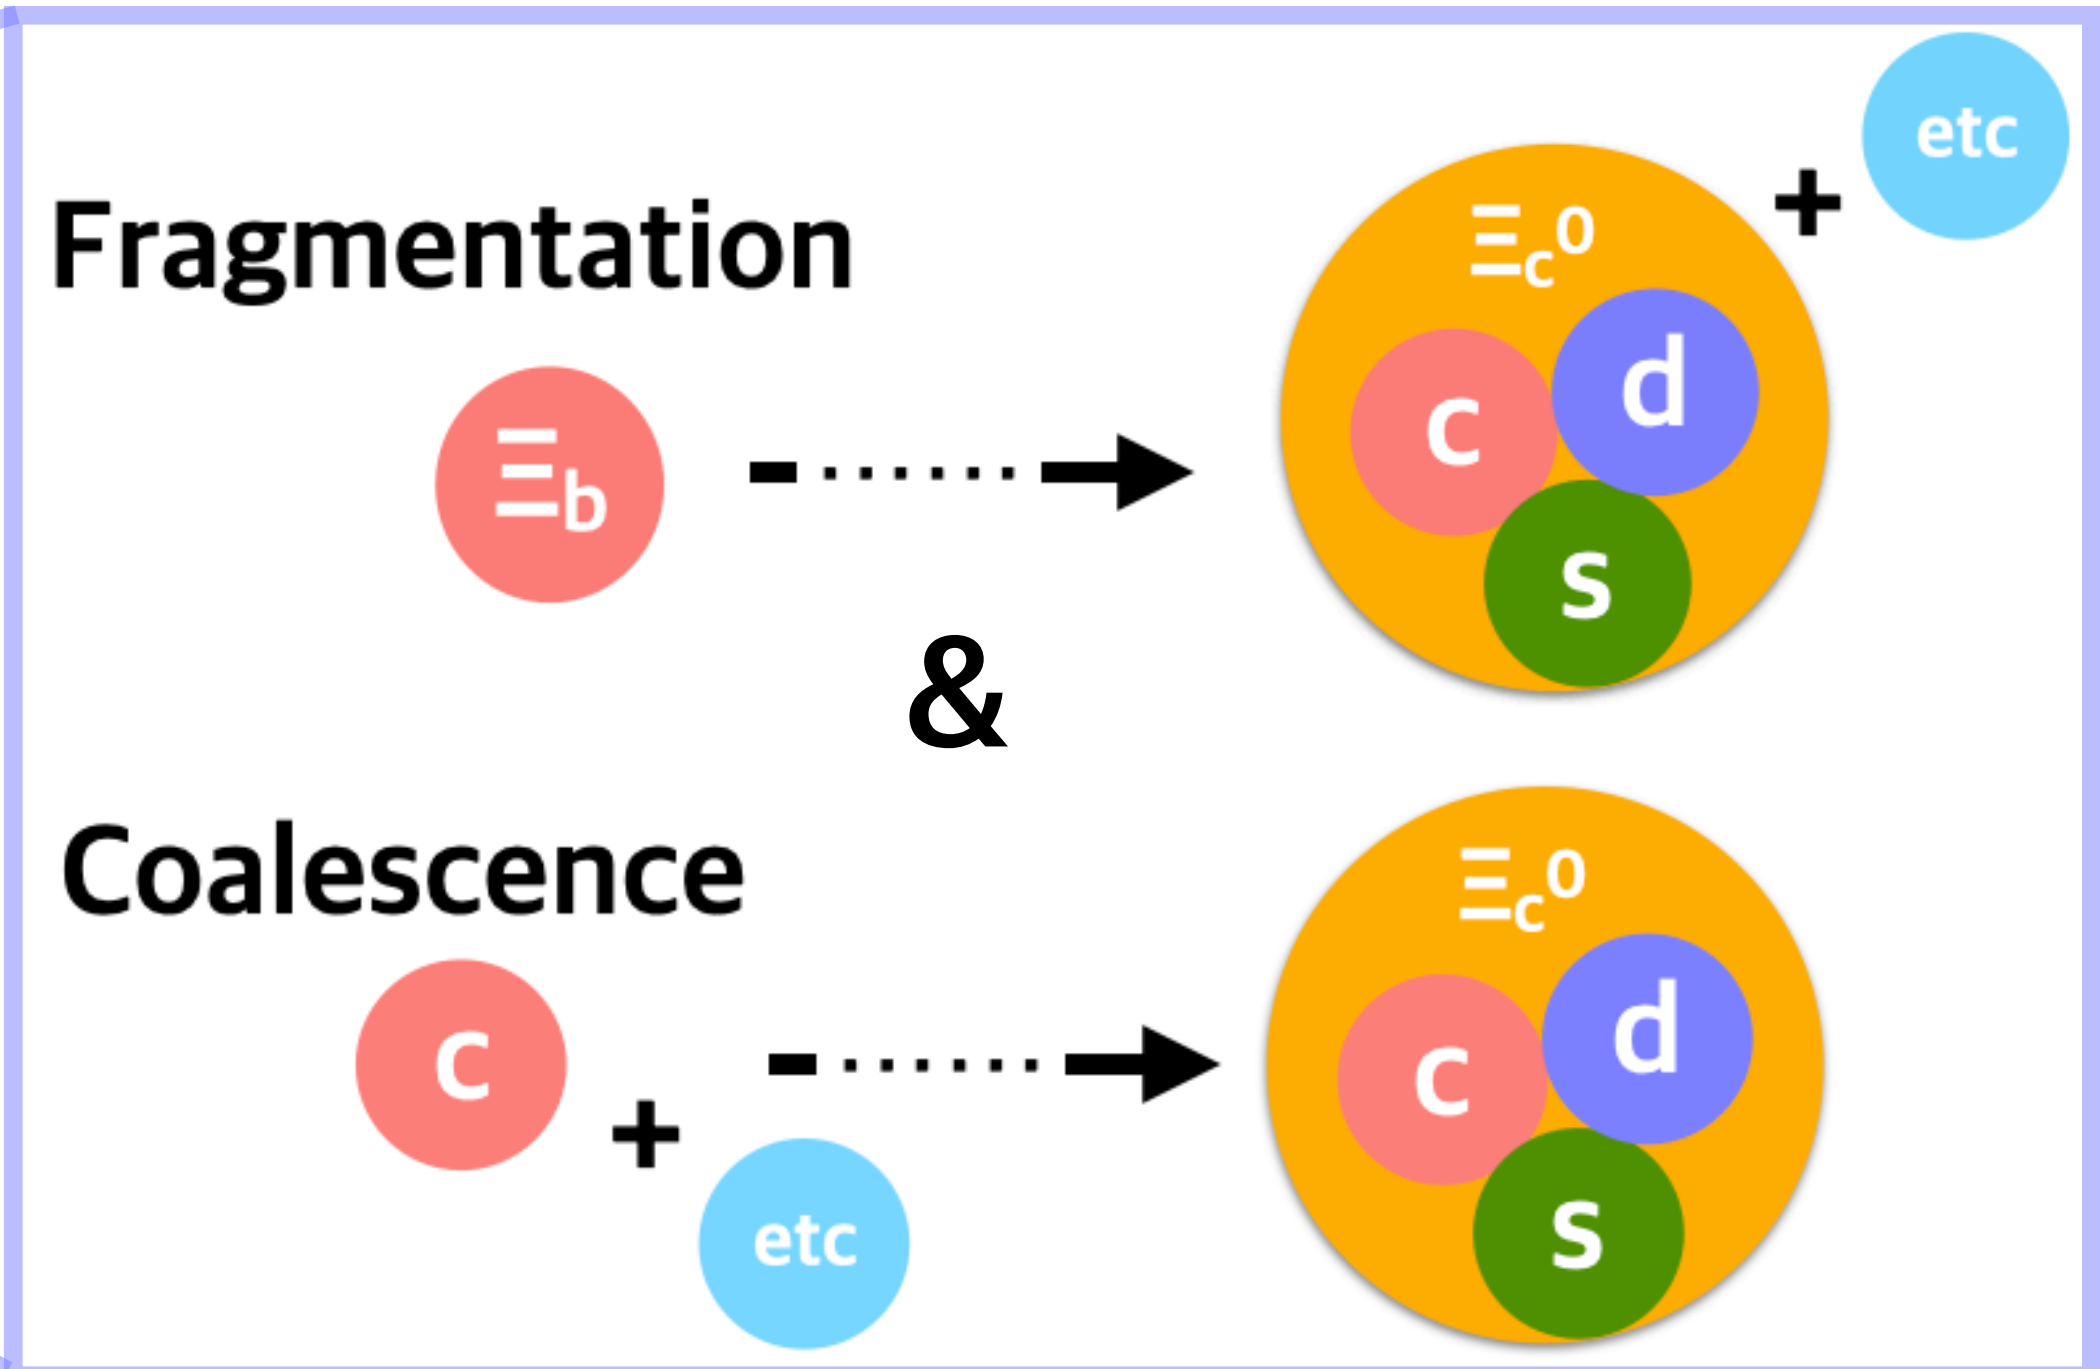 etc
+
Ξc⁰
Fragmentation
d
c
Ξb
s
&
Coalescence
Ξc⁰
d
c
c
+
s
etc